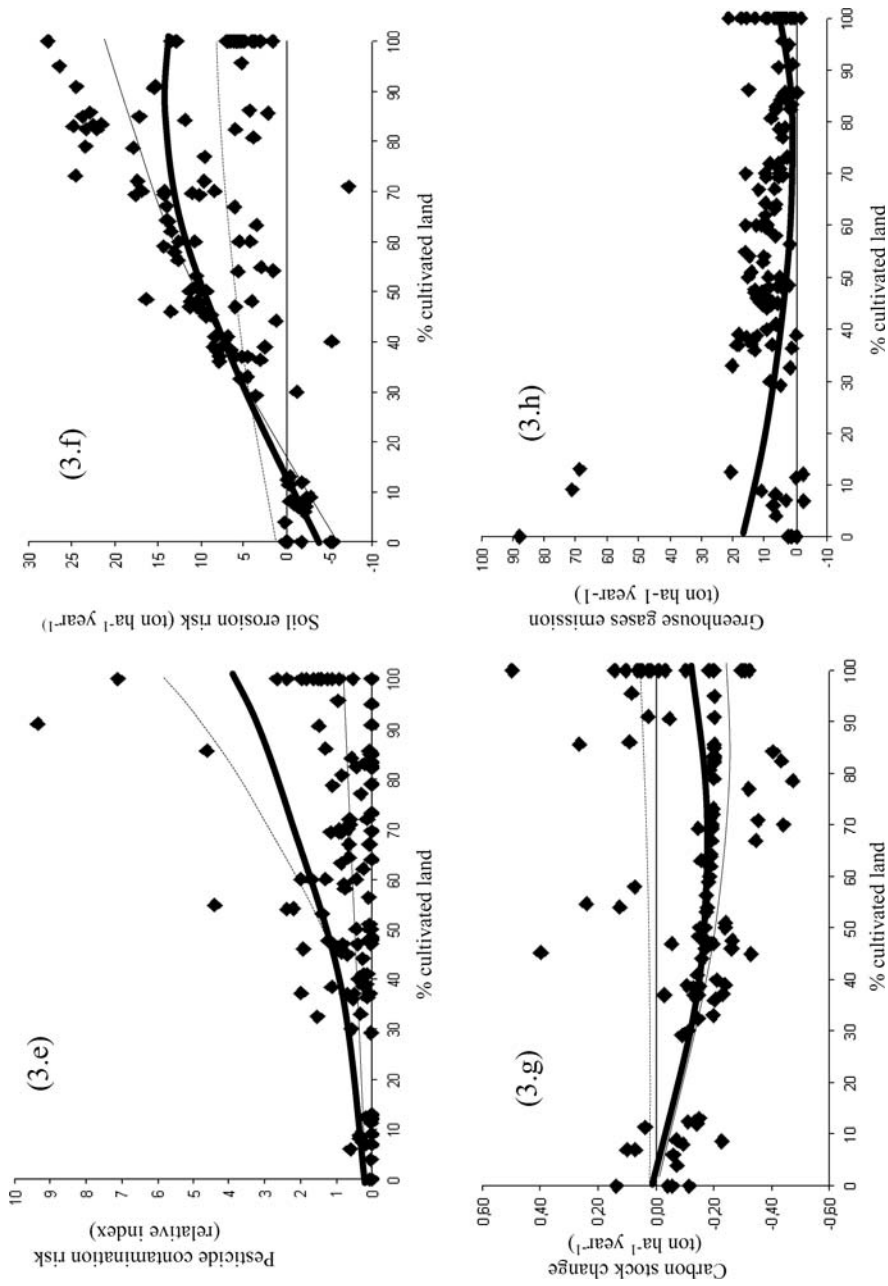 (3.e)
Pesticide contamination risk
(relative index)
10 9 8 7 6 5 4 3 2 1 0
0 10 20 30 40 50 60 70 80 90 100
% cultivated land
(3.f)
Soil erosion risk (ton ha⁻¹ year⁻¹)
30 25 20 15 10 5 0 -5 -10
0 10 20 30 40 50 60 70 80 90 100
% cultivated land
(3.g)
Carbon stock change
(ton ha⁻¹ year⁻¹)
0,60 0,40 0,20 0,00 -0,20 -0,40 -0,60
0 10 20 30 40 50 60 70 80 90 100
% cultivated land
(3.h)
Greenhouse gases emission
(ton ha-1 year-1)
100 90 80 70 60 50 40 30 20 10 0 -10
0 10 20 30 40 50 60 70 80 90 100
% cultivated land